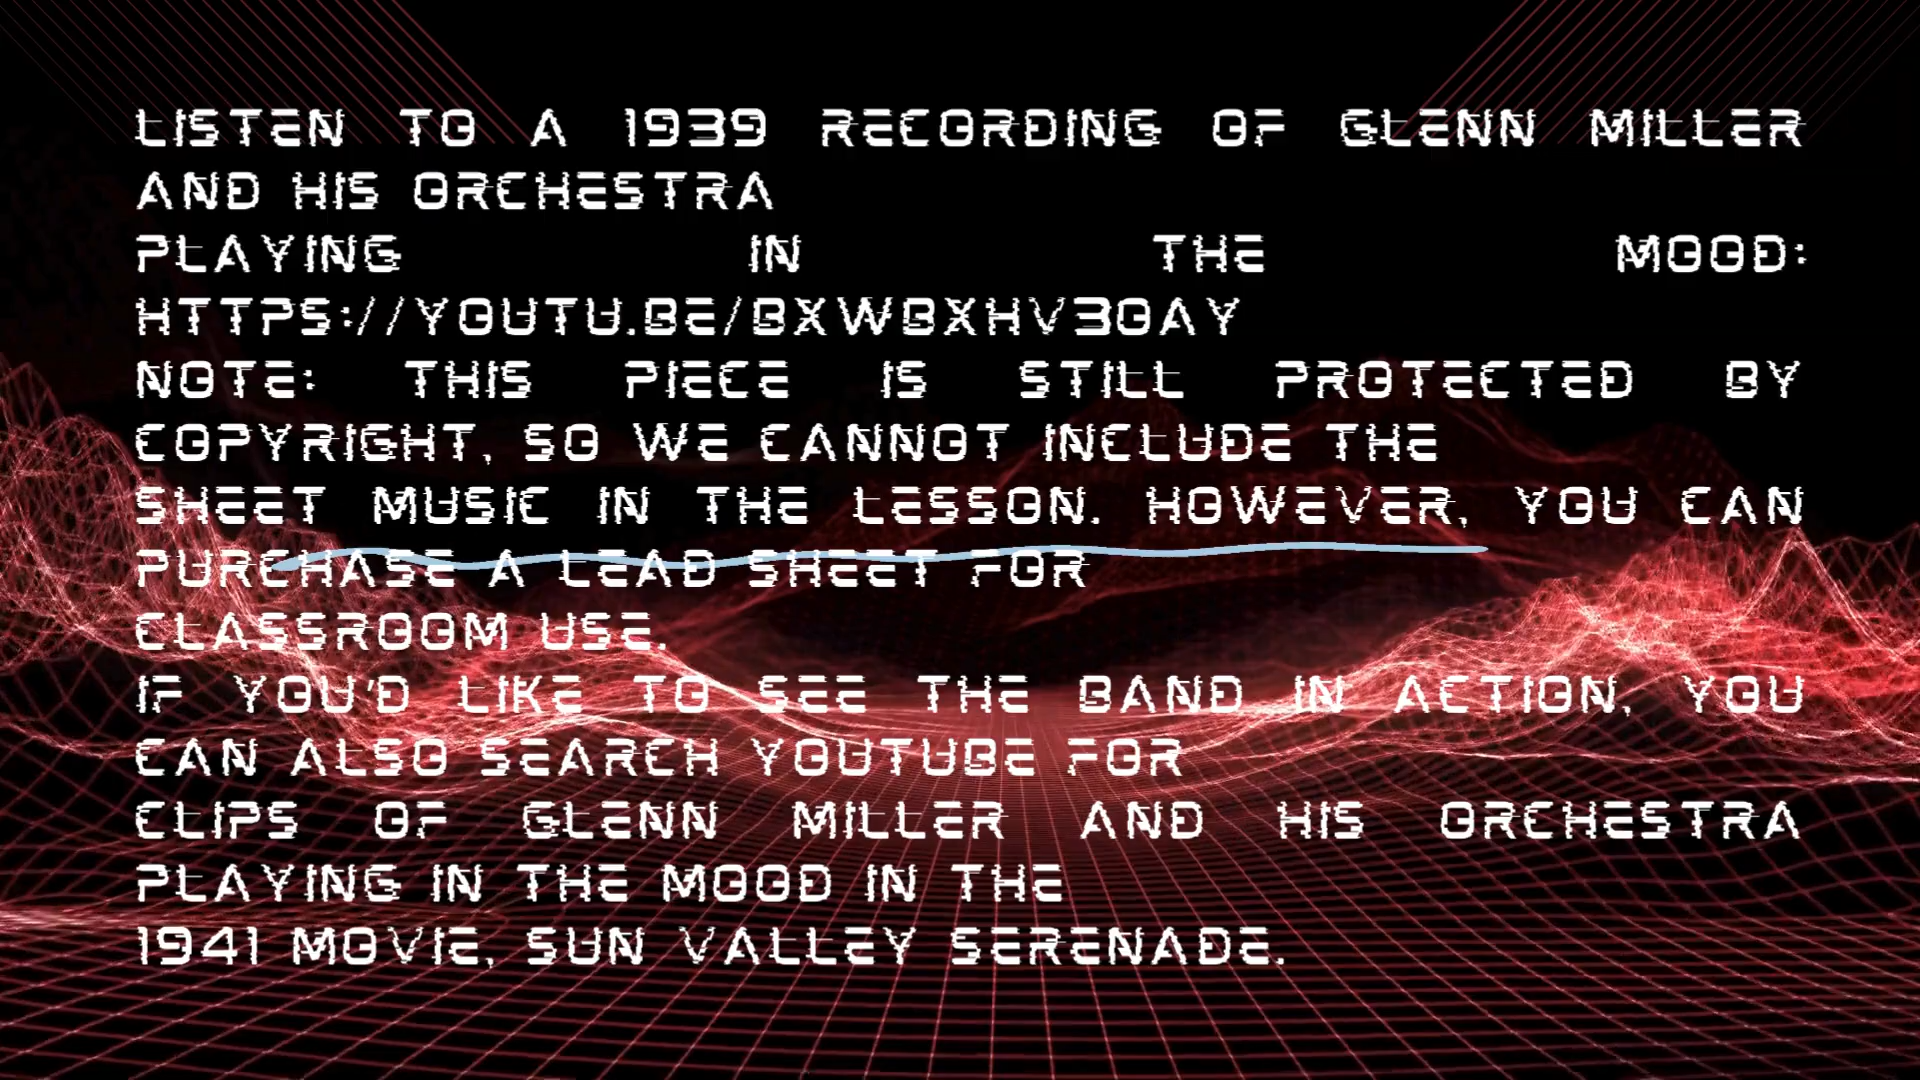 LISTEN TO A 1939 RECORDING OF GLENN MILLER
AND HIS ORCHESTRA
PLAYING IN THE MOOD:
HTTPS://YOUTU.BE/BXWBXHV30AY
NOTE: THIS PIECE IS STILL PROTECTED BY
COPYRIGHT, SO WE CANNOT INCLUDE THE
SHEET MUSIC IN THE LESSON. HOWEVER, YOU CAN
PURCHASE A LEAD SHEET FOR
CLASSROOM USE.
IF YOU'D LIKE TO SEE THE BAND IN ACTION, YOU
CAN ALSO SEARCH YOUTUBE FOR
CLIPS OF GLENN MILLER AND HIS ORCHESTRA
PLAYING IN THE MOOD IN THE
1941 MOVIE, SUN VALLEY SERENADE.